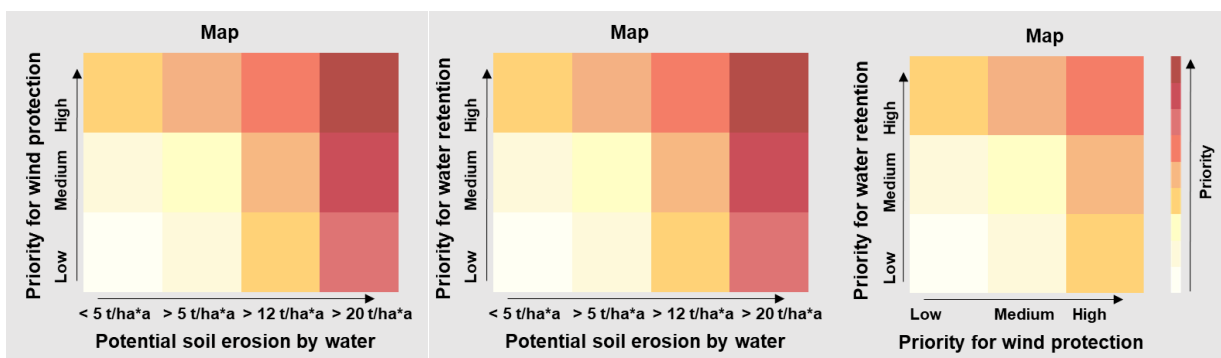 Map
Priority for wind protection
High
Medium
Low
< 5 t/ha*a > 5 t/ha*a > 12 t/ha*a > 20 t/ha*a
Potential soil erosion by water
Map
Priority for water retention
High
Medium
Low
< 5 t/ha*a > 5 t/ha*a > 12 t/ha*a > 20 t/ha*a
Potential soil erosion by water
Map
Priority for water retention
High
Medium
Low
Low Medium High
Priority for wind protection
Priority